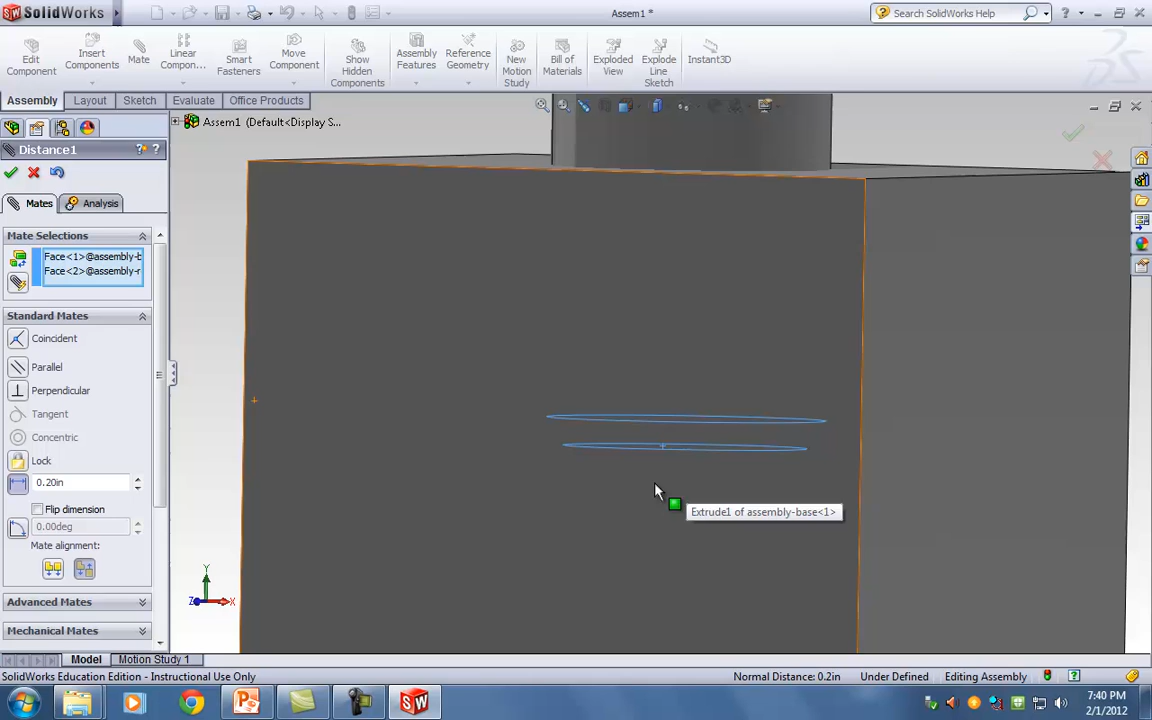 SolidWorks
Assem1 *
Search SolidWorks Help
Edit Component
Insert Components
Mate
Linear Compon...
Smart Fasteners
Move Component
Show Hidden Components
Assembly Features
Reference Geometry
New Motion Study
Bill of Materials
Exploded View
Explode Line Sketch
Instant3D
Assembly Layout Sketch Evaluate Office Products
Assem1 (Default<Display S...
Distance1
Mates Analysis
Mate Selections
Face<1>@assembly-b
Face<2>@assembly-r
Standard Mates
Coincident
Parallel
Perpendicular
Tangent
Concentric
Lock
0.20in
Flip dimension
0.00deg
Mate alignment:
Advanced Mates
Mechanical Mates
Extrude1 of assembly-base<1>
Y
Z
X
Model Motion Study 1
SolidWorks Education Edition - Instructional Use Only
Normal Distance: 0.2in Under Defined Editing Assembly
7:40 PM
2/1/2012